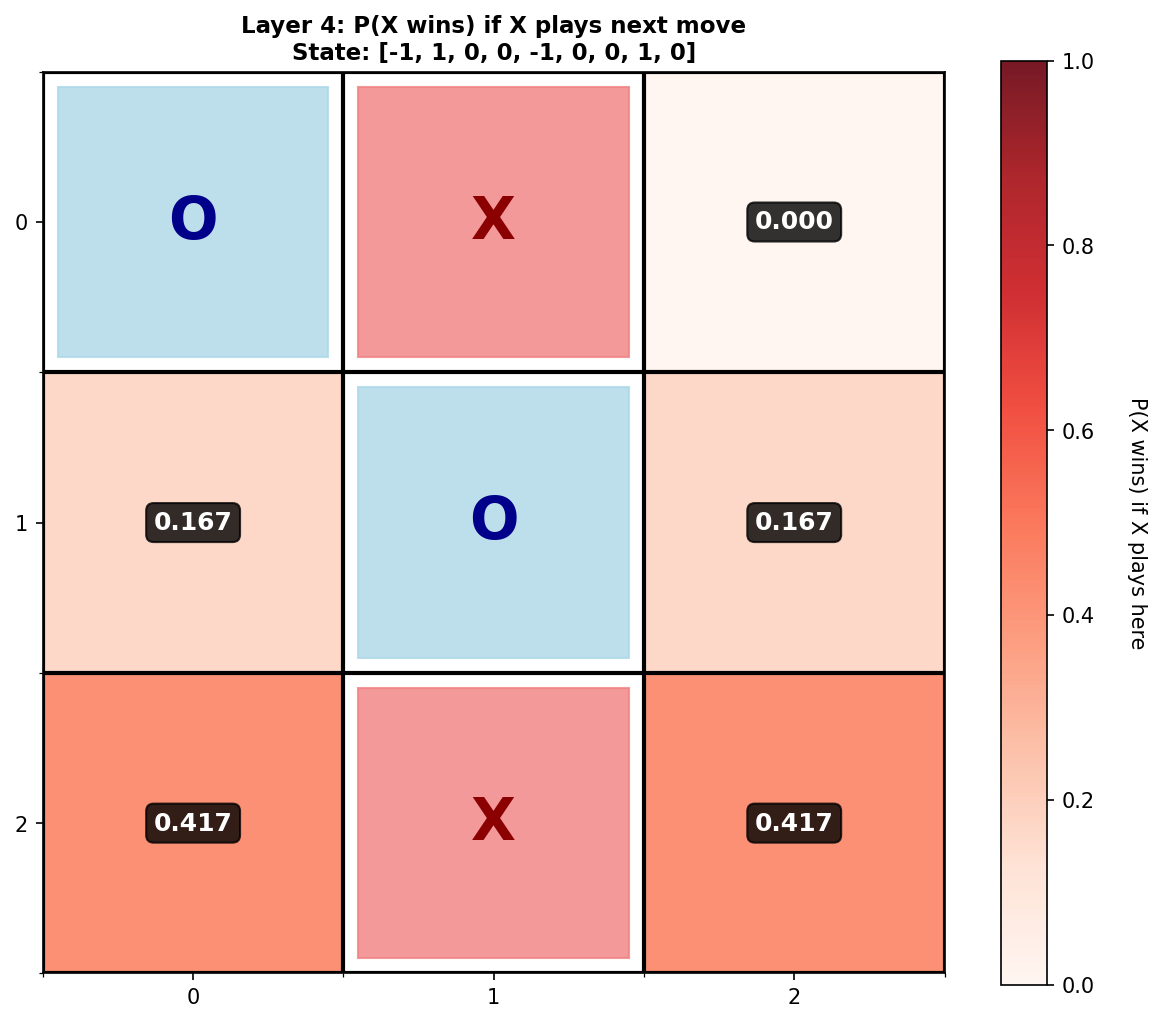 Layer 4: P(X wins) if X plays next move
State: [-1, 1, 0, 0, -1, 0, 0, 1, 0]
O
X
0.000
0
0.167
O
0.167
1
0.417
X
0.417
2
0
1
2
1.0
0.8
0.6
0.4
0.2
0.0
P(X wins) if X plays here